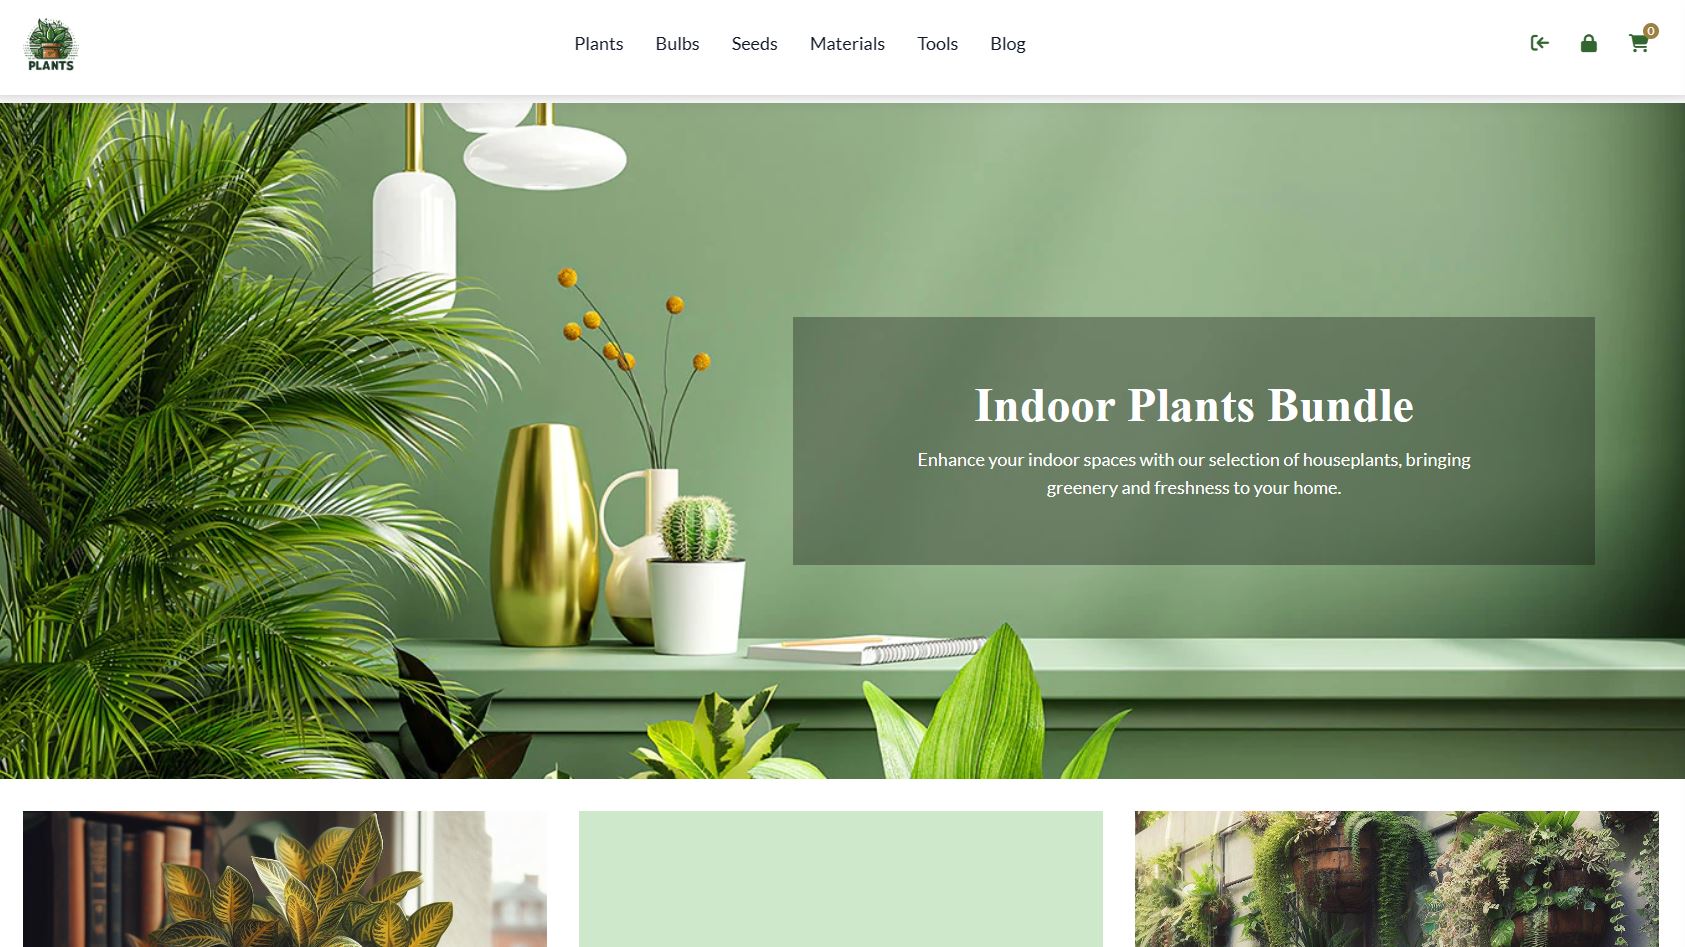 PLANTS
Plants
Bulbs
Seeds
Materials
Tools
Blog
0
Indoor Plants Bundle
Enhance your indoor spaces with our selection of houseplants, bringing
greenery and freshness to your home.